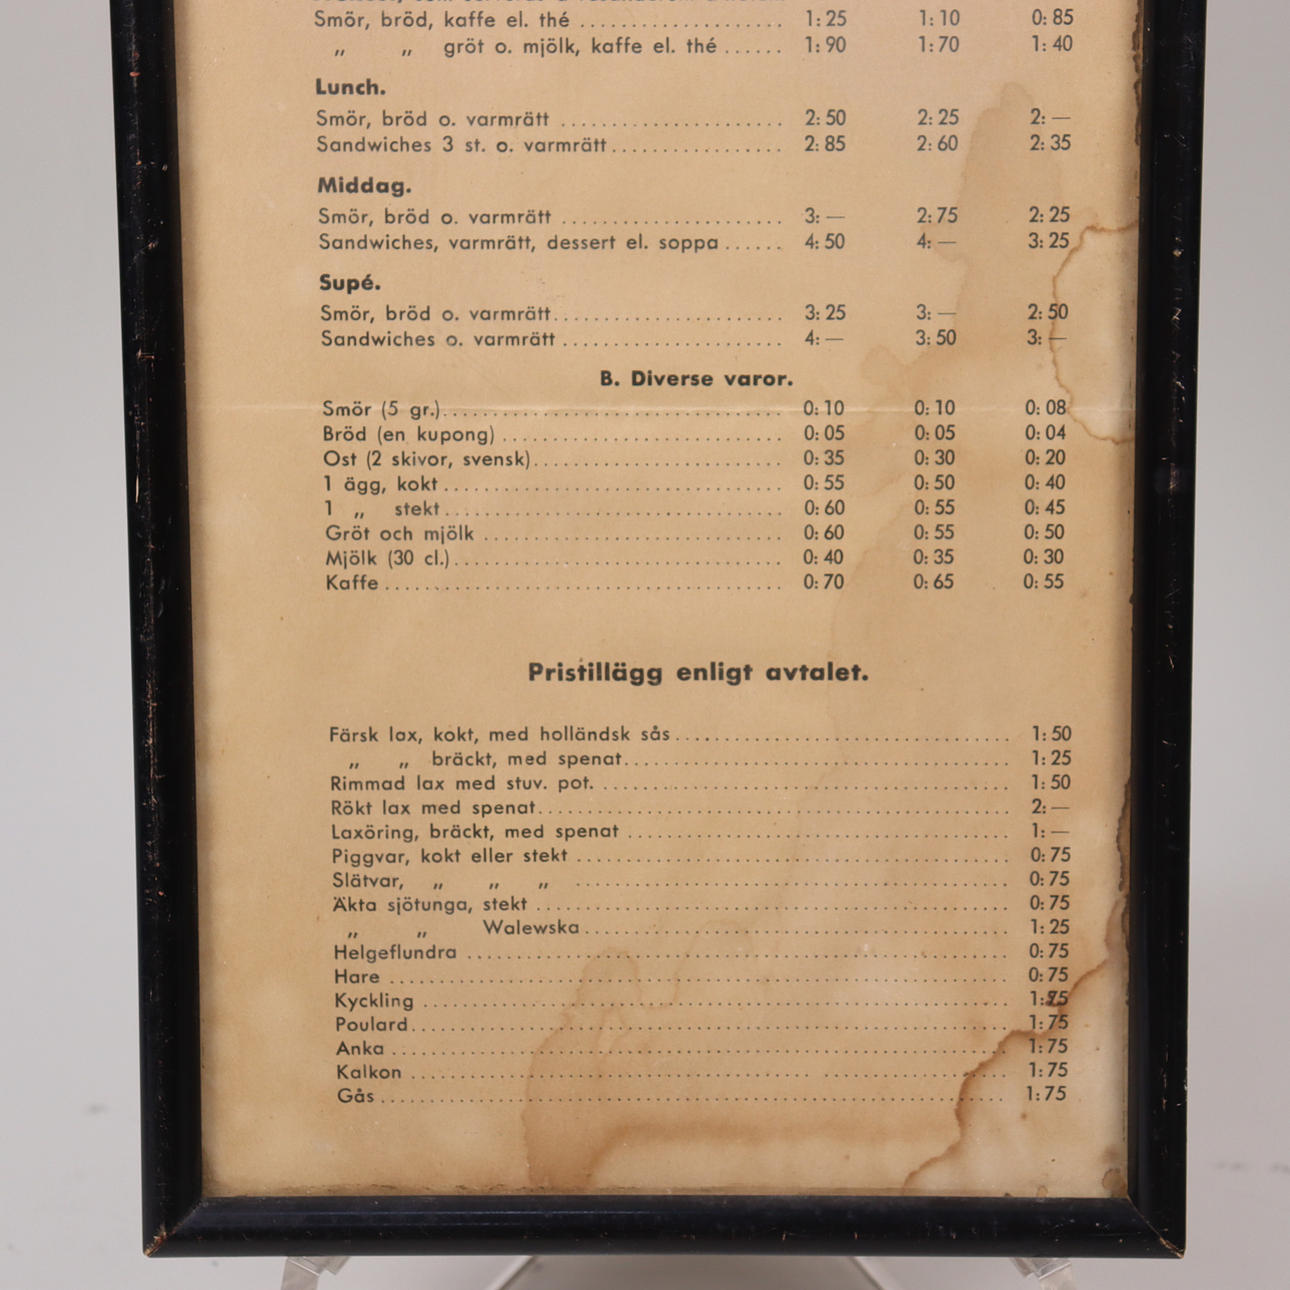 Smör, bröd, kaffe el. thé ...................... 1:25 1:10 0:85
„ „ gröt o. mjölk, kaffe el. thé ...... 1:90 1:70 1:40
Lunch.
Smör, bröd o. varmrätt ...................... 2:50 2:25 2:—
Sandwiches 3 st. o. varmrätt ................. 2:85 2:60 2:35
Middag.
Smör, bröd o. varmrätt ...................... 3:— 2:75 2:25
Sandwiches, varmrätt, dessert el. soppa ...... 4:50 4:— 3:25
Supé.
Smör, bröd o. varmrätt ....................... 3:25 3:— 2:50
Sandwiches o. varmrätt ...................... 4:— 3:50 3:—
B. Diverse varor.
Smör (5 gr.) .................................. 0:10 0:10 0:08
Bröd (en kupong) ............................ 0:05 0:05 0:04
Ost (2 skivor, svensk) ......................... 0:35 0:30 0:20
1 ägg, kokt .................................. 0:55 0:50 0:40
1 „ stekt .................................. 0:60 0:55 0:45
Gröt och mjölk .............................. 0:60 0:55 0:50
Mjölk (30 cl.) ................................. 0:40 0:35 0:30
Kaffe ........................................ 0:70 0:65 0:55
Pristillägg enligt avtalet.
Färsk lax, kokt, med holländsk sås .................................. 1:50
„ „ bräckt, med spenat ....................................... 1:25
Rimmad lax med stuv. pot. ......................................... 1:50
Rökt lax med spenat ................................................ 2:—
Laxöring, bräckt, med spenat ....................................... 1:—
Piggvar, kokt eller stekt ............................................ 0:75
Slätvar, „ „ „ ............................................ 0:75
Äkta sjötunga, stekt ................................................ 0:75
„ „ Walewska ........................................... 1:25
Helgeflundra ....................................................... 0:75
Hare ............................................................... 0:75
Kyckling ............................................................
Poulard ............................................................. 1:75
Anka ............................................................... 1:75
Kalkon ............................................................. 1:75
Gås ................................................................ 1:75